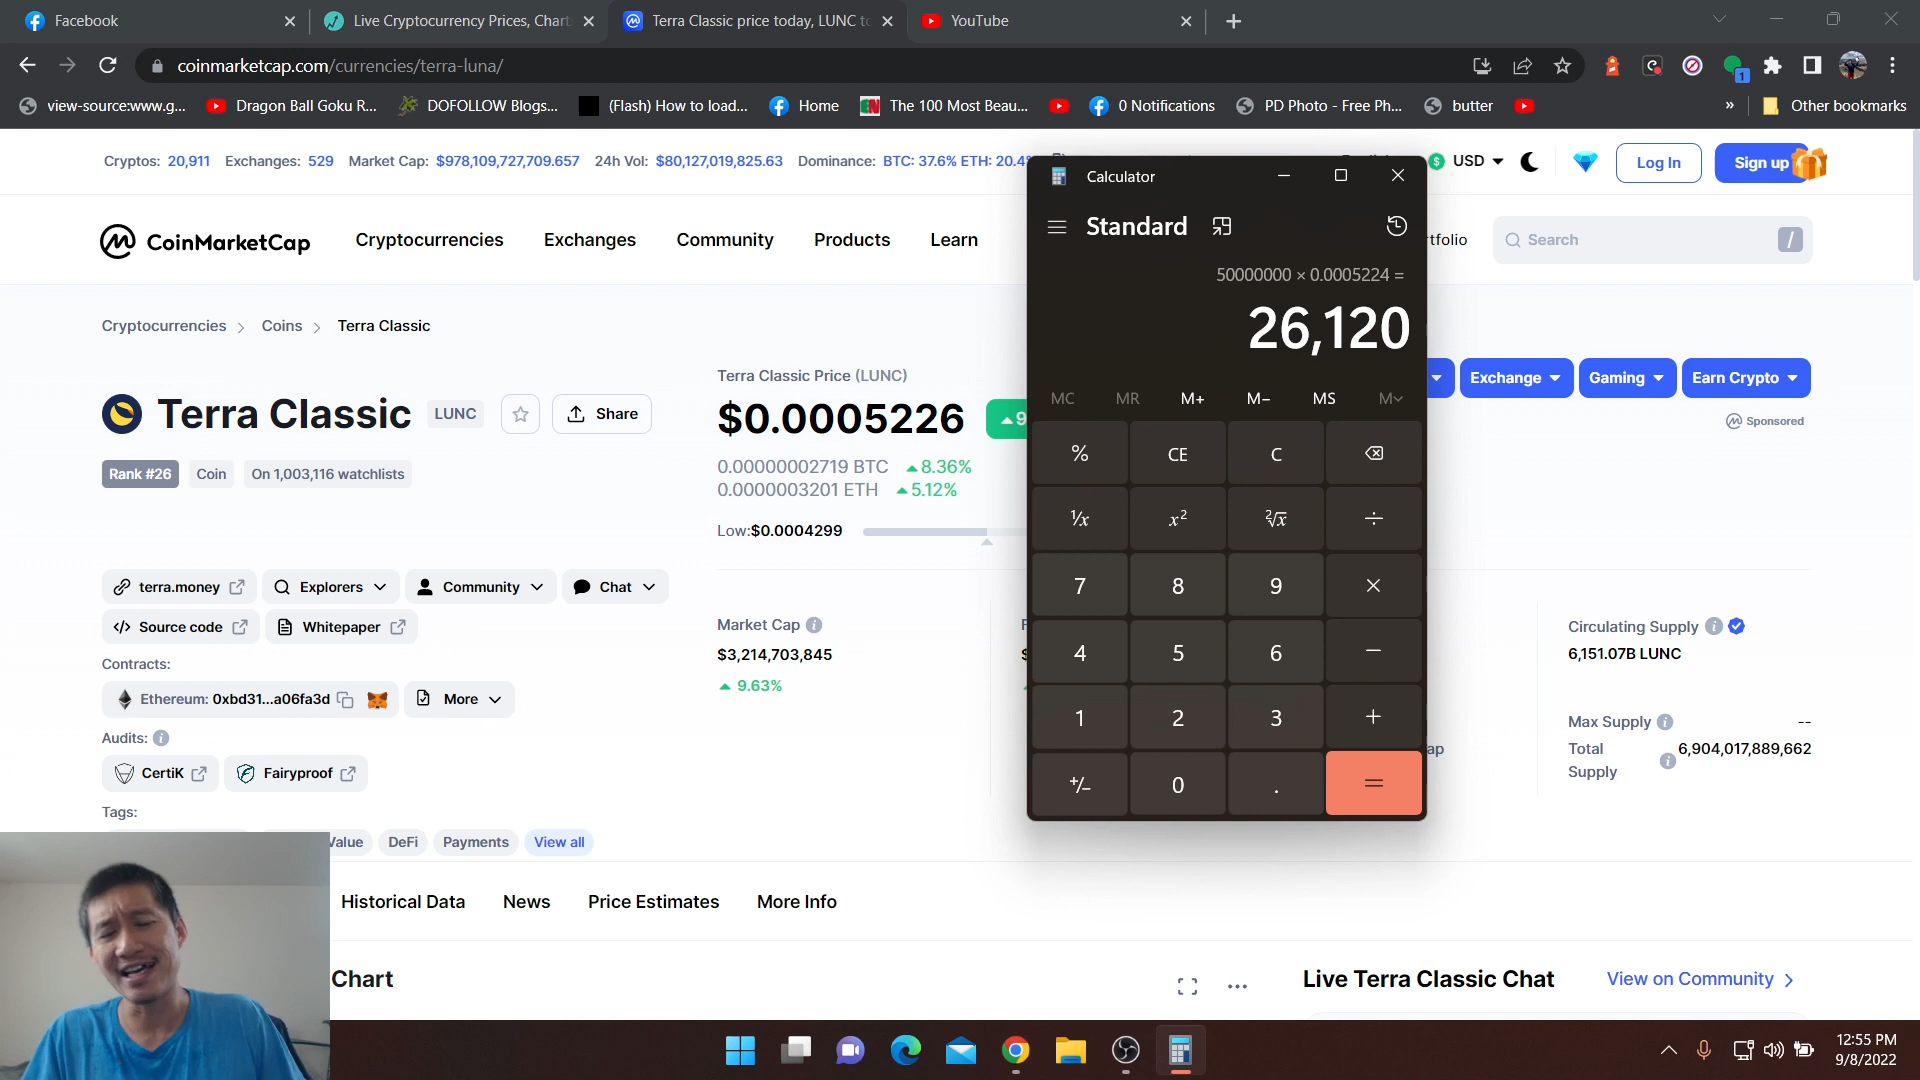 Facebook
Live Cryptocurrency Prices, Chart
Terra Classic price today, LUNC to
YouTube
coinmarketcap.com/currencies/terra-luna/
view-source:www.g...
Dragon Ball Goku R...
DOFOLLOW Blogs...
(Flash) How to load...
Home
The 100 Most Beau...
0 Notifications
PD Photo - Free Ph...
butter
»
Other bookmarks
Cryptos: 20,911 Exchanges: 529 Market Cap: $978,109,727,709.657 24h Vol: $80,127,019,825.63 Dominance: BTC: 37.6% ETH: 20.4%
USD
Log In
Sign up
CoinMarketCap
Cryptocurrencies
Exchanges
Community
Products
Learn
tfolio
Search
/
Calculator
Standard
50000000 × 0.0005224 =
26,120
MC MR M+ M− MS M
% CE C
1/x x² ²√x ÷
7 8 9 ×
4 5 6 −
1 2 3 +
+/− 0 . =
Cryptocurrencies > Coins > Terra Classic
Terra Classic LUNC
Share
Rank #26
Coin
On 1,003,116 watchlists
Terra Classic Price (LUNC)
$0.0005226
9
0.00000002719 BTC 8.36%
0.0000003201 ETH 5.12%
Low:$0.0004299
Exchange
Gaming
Earn Crypto
Sponsored
terra.money
Explorers
Community
Chat
Source code
Whitepaper
Contracts:
Ethereum: 0xbd31...a06fa3d
More
Audits:
CertiK
Fairyproof
Tags:
Value
DeFi
Payments
View all
Market Cap
$3,214,703,845
9.63%
ap
Circulating Supply
6,151.07B LUNC
Max Supply --
Total Supply 6,904,017,889,662
Historical Data
News
Price Estimates
More Info
Chart
Live Terra Classic Chat
View on Community
1
12:55 PM
9/8/2022